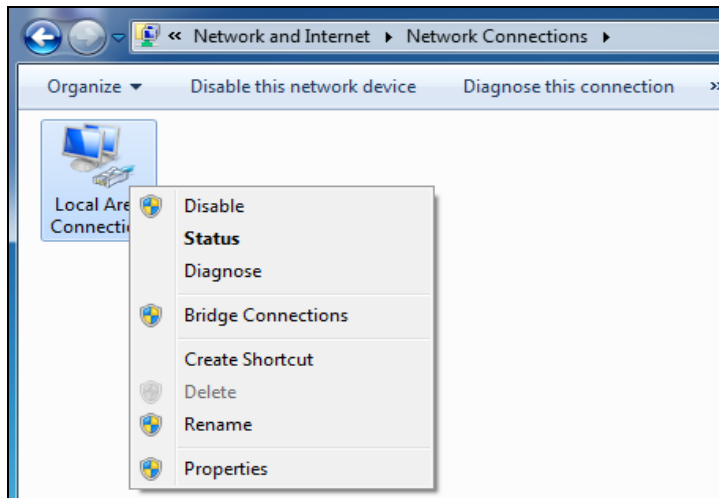 « Network and Internet ▸ Network Connections ▸
Organize ▾ Disable this network device Diagnose this connection »
Local Are
Connecti
Disable
Status
Diagnose
Bridge Connections
Create Shortcut
Delete
Rename
Properties